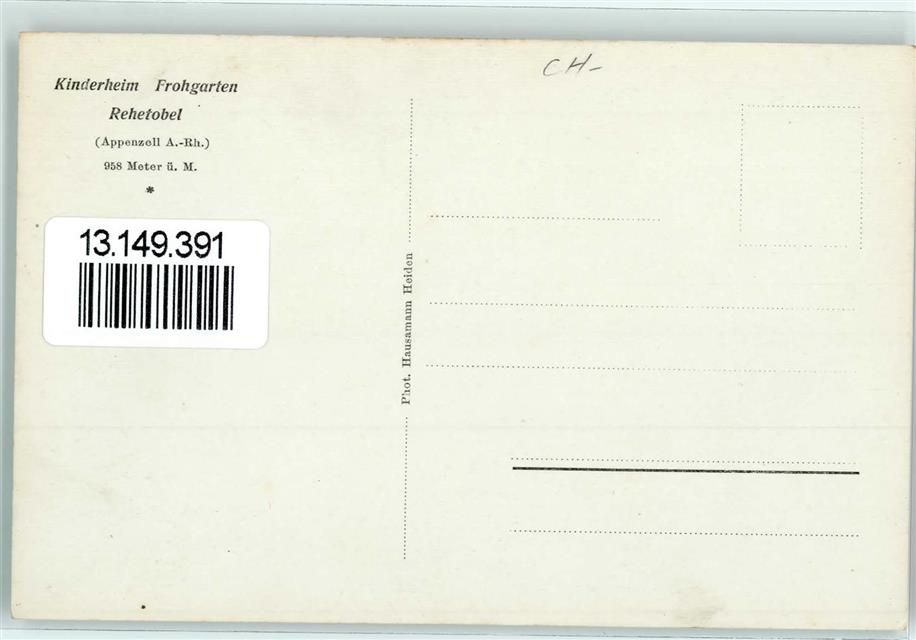 CH-
Kinderheim Frohgarten
Rehetobel
(Appenzell A.-Rh.)
958 Meter ü. M.
*
13.149.391
Phot. Hausamann Heiden